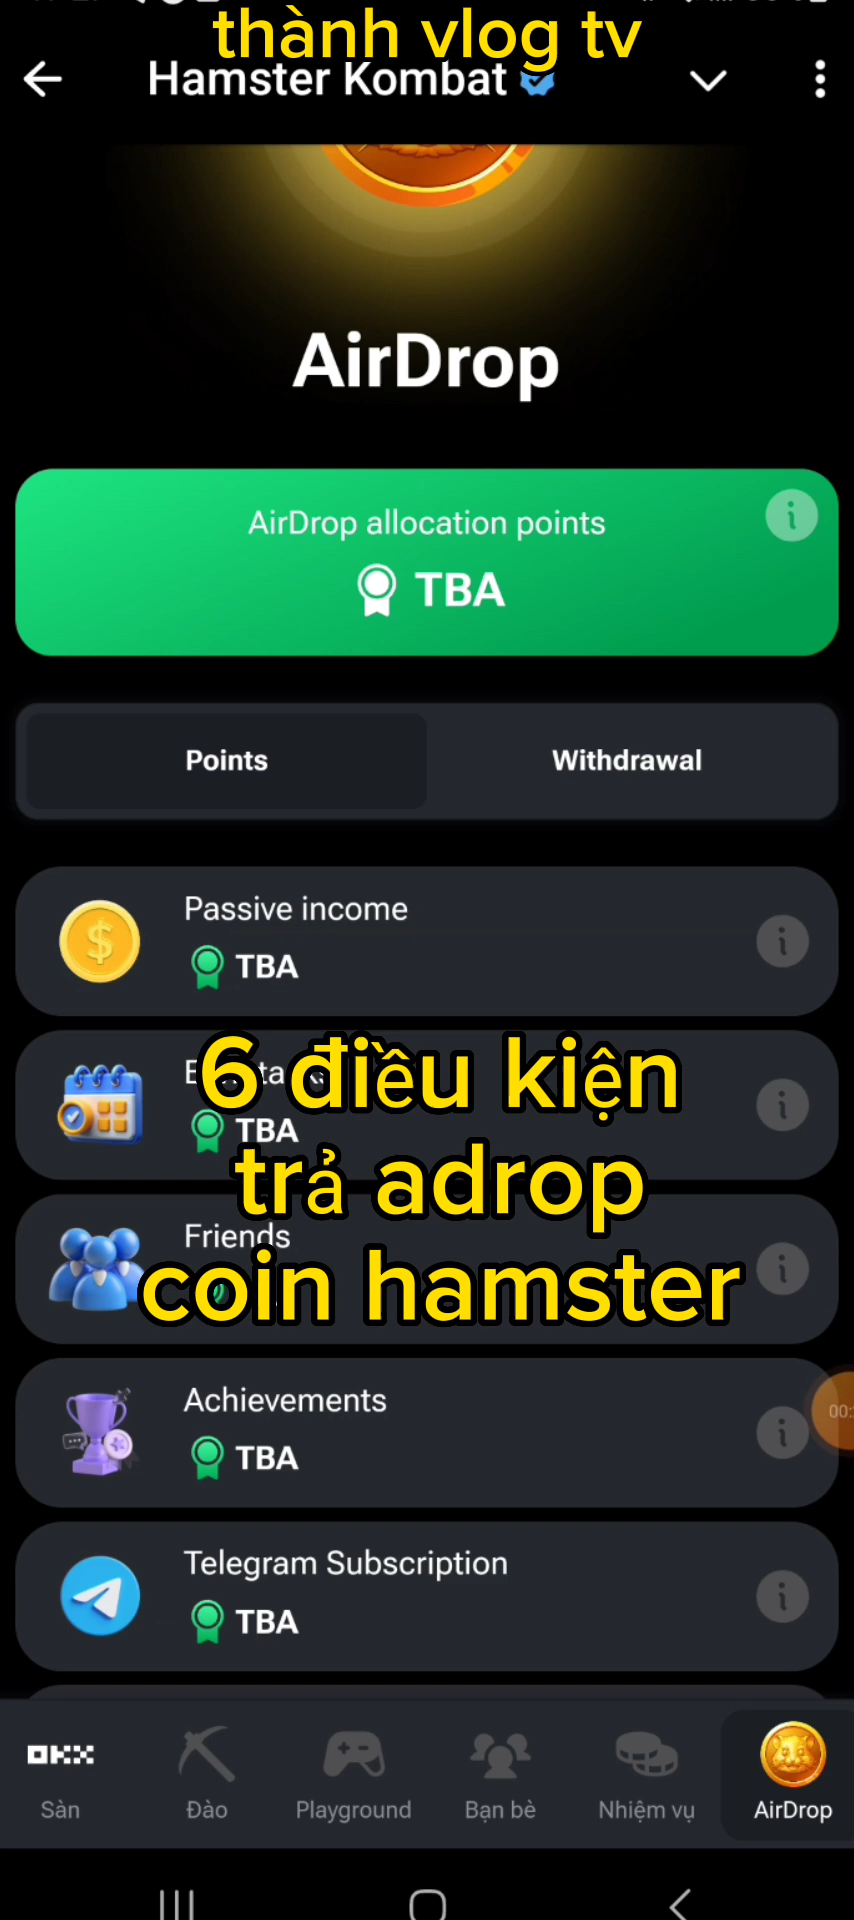 thành vlog tv
Hamster Kombat
AirDrop
AirDrop allocation points
TBA
Points
Withdrawal
Passive income
TBA
TBA
6 điều kiện
trả adrop
coin hamster
Friends
Achievements
TBA
Telegram Subscription
TBA
OKX
Sàn
Đào
Playground
Bạn bè
Nhiệm vụ
AirDrop